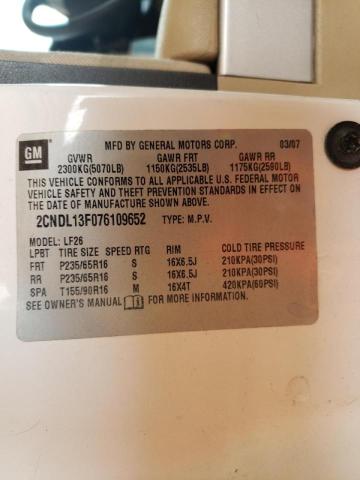 GM
MFD BY GENERAL MOTORS CORP. 03/07
GVWR GAWR FRT GAWR RR
2300KG(5070LB) 1150KG(2535LB) 1175KG(2590LB)
THIS VEHICLE CONFORMS TO ALL APPLICABLE U.S. FEDERAL MOTOR
VEHICLE SAFETY AND THEFT PREVENTION STANDARDS IN EFFECT ON
THE DATE OF MANUFACTURE SHOWN ABOVE.
2CNDL13F076109652 TYPE: M.P.V.
MODEL: LF26
LPBT TIRE SIZE SPEED RTG RIM COLD TIRE PRESSURE
FRT P235/65R16 S 16X6.5J 210KPA(30PSI)
RR P235/65R16 S 16X6.5J 210KPA(30PSI)
SPA T155/90R16 M 16X4T 420KPA(60PSI)
SEE OWNER'S MANUAL FOR MORE INFORMATION.